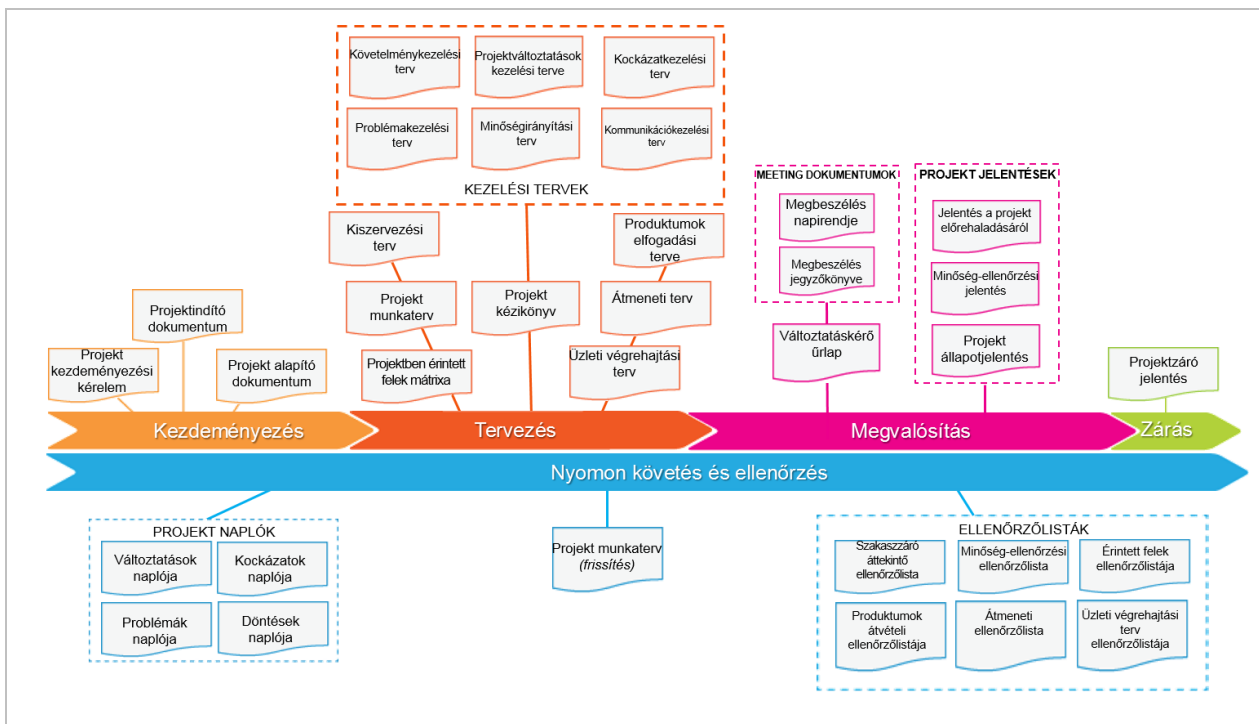 Követelménykezelési
terv
Projektváltoztatások
kezelési terve
Kockázatkezelési
terv
Problémakezelési
terv
Minőségirányítási
terv
Kommunikációkezelési
terv
KEZELÉSI TERVEK
MEETING DOKUMENTUMOK
Megbeszélés
napirendje
Megbeszélés
jegyzőkönyve
PROJEKT JELENTÉSEK
Jelentés a projekt
előrehaladásáról
Minőség-ellenőrzési
jelentés
Projekt
állapotjelentés
Kiszervezési
terv
Produktumok
elfogadási
terve
Projekt
munkaterv
Projekt
kézikönyv
Átmeneti terv
Projektindító
dokumentum
Projekt
kezdeményezési
kérelem
Projekt alapító
dokumentum
Projektben érintett
felek mátrixa
Üzleti végrehajtási
terv
Változtatáskérő
űrlap
Projektzáró
jelentés
Kezdeményezés
Tervezés
Megvalósítás
Zárás
Nyomon követés és ellenőrzés
PROJEKT NAPLÓK
Változtatások
naplója
Kockázatok
naplója
Problémák
naplója
Döntések
naplója
Projekt munkaterv
(frissítés)
ELLENŐRZŐLISTÁK
Szakaszzáró
áttekintő
ellenőrzőlista
Minőség-ellenőrzési
ellenőrzőlista
Érintett felek
ellenőrzőlistája
Produktumok
átvételi
ellenőrzőlistája
Átmeneti
ellenőrzőlista
Üzleti végrehajtási
terv
ellenőrzőlistája